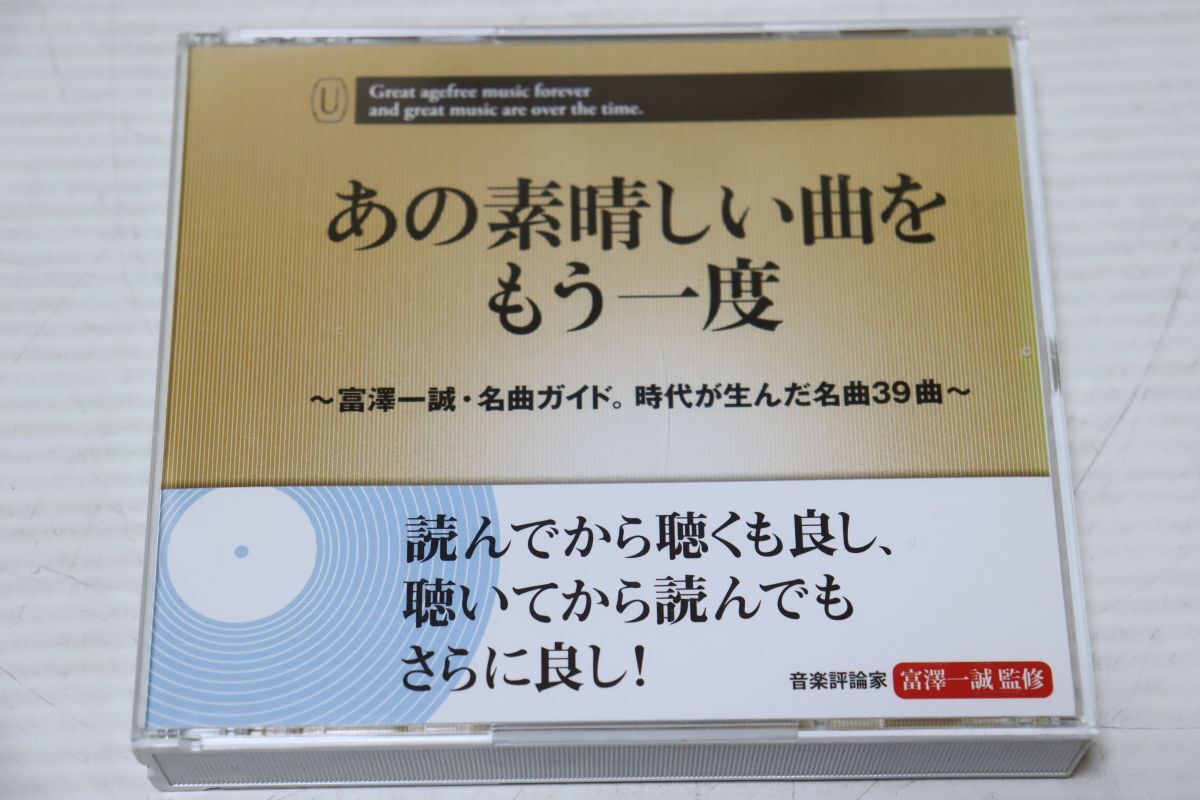 U
Great agefree music forever
and great music are over the time.
あの素晴しい曲を
もう一度
～富澤一誠・名曲ガイド。時代が生んだ名曲39曲～
読んでから聴くも良し、
聴いてから読んでも
さらに良し!
音楽評論家 富澤一誠 監修